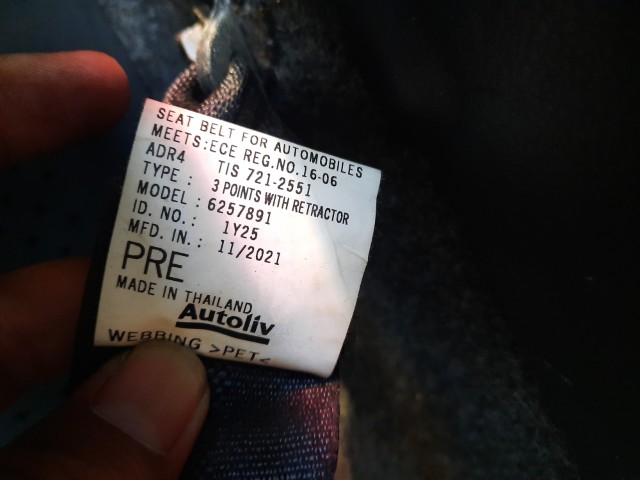 SEAT BELT FOR AUTOMOBILES
MEETS:ECE REG.NO.16-06
ADR4 TIS 721-2551
TYPE : 3 POINTS WITH RETRACTOR
MODEL : 6257891
ID. NO. : 1Y25
MFD. IN. : 11/2021
PRE
MADE IN THAILAND
Autoliv
WEBBING >PET<